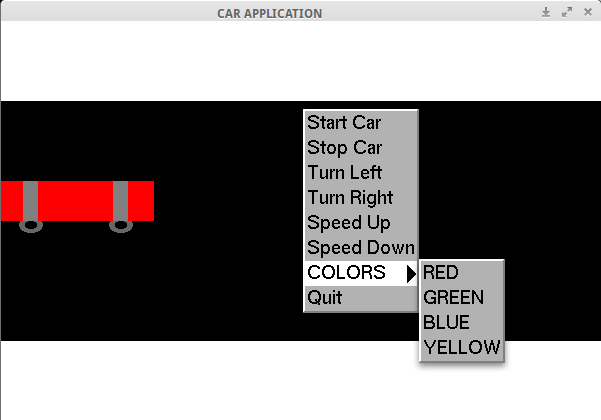 CAR APPLICATION
Start Car
Stop Car
Turn Left
Turn Right
Speed Up
Speed Down
COLORS
Quit
RED
GREEN
BLUE
YELLOW